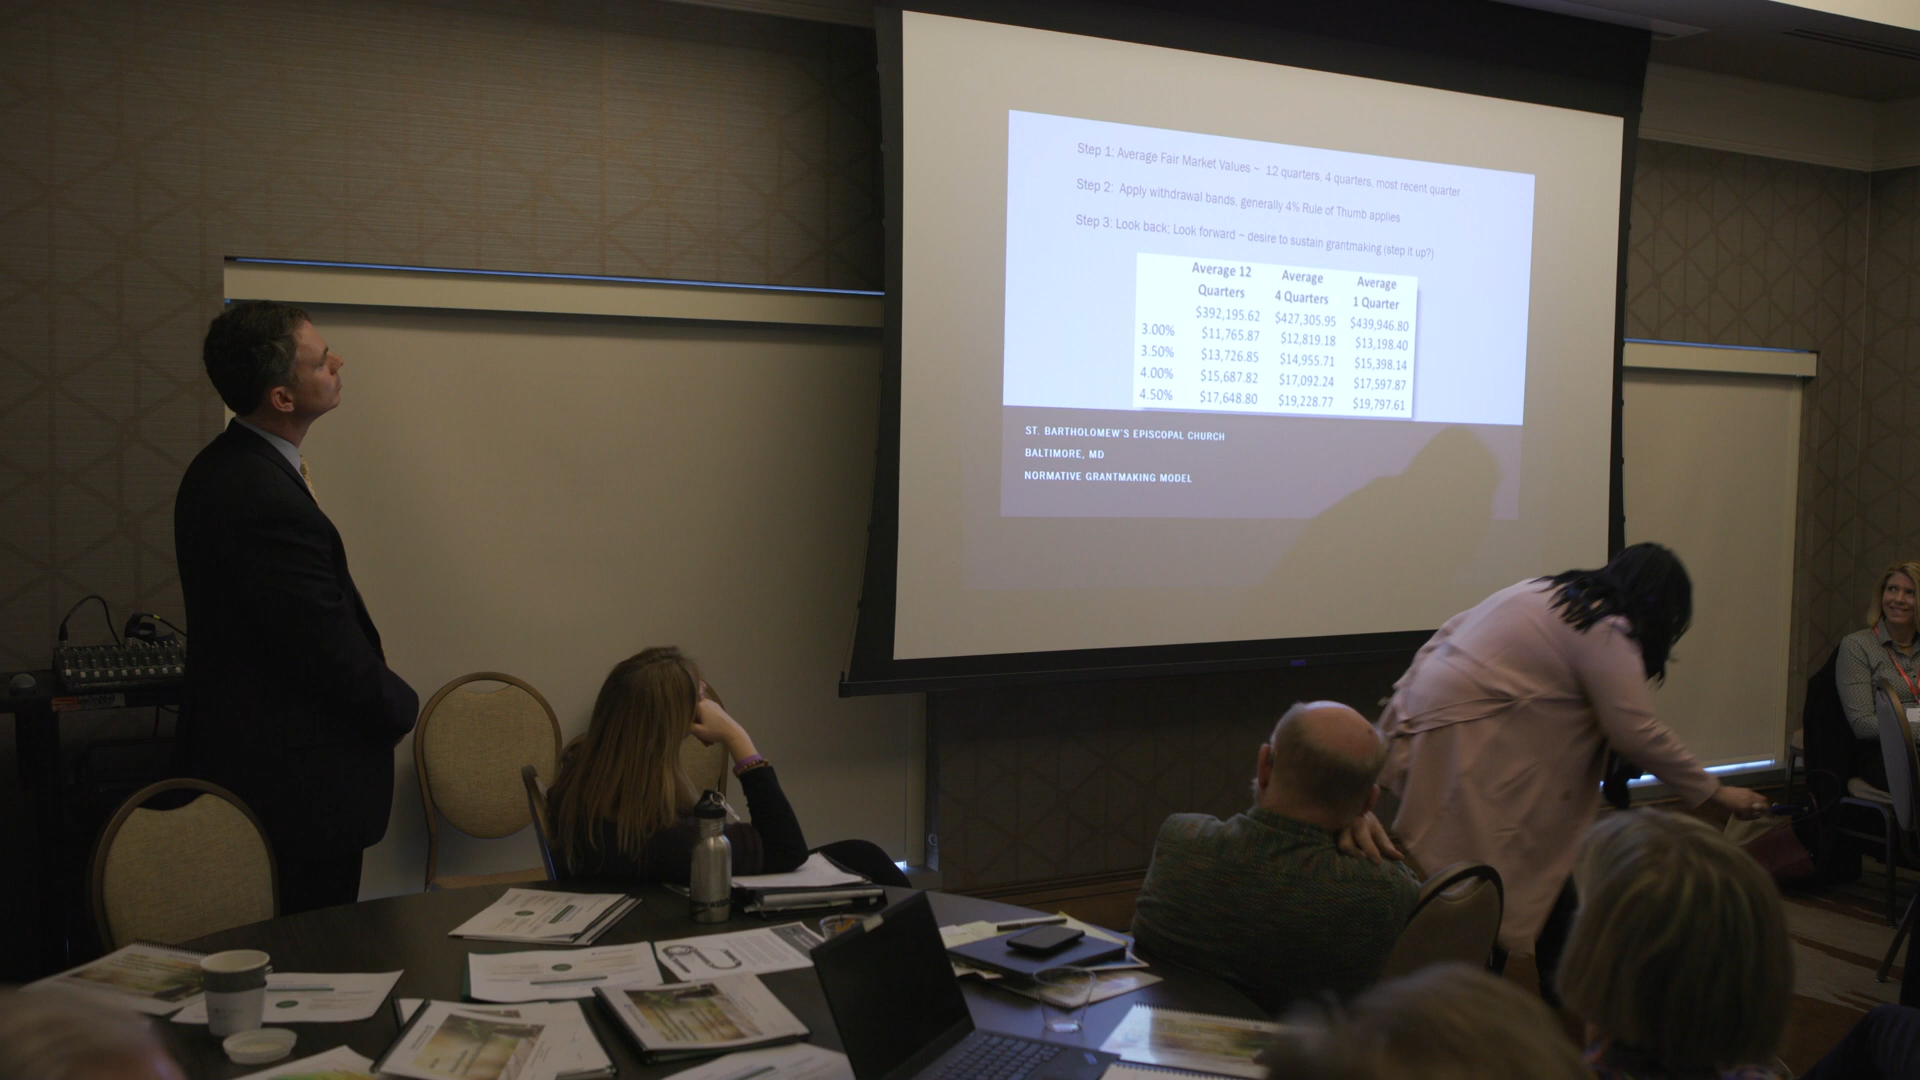 Step 1: Average Fair Market Values ~ 12 quarters, 4 quarters, most recent quarter
Step 2: Apply withdrawal bands, generally 4% Rule of Thumb applies
Step 3: Look back; Look forward ~ desire to sustain grantmaking (step it up?)
Average 12 Average Average
Quarters 4 Quarters 1 Quarter
$392,195.62 $427,305.95 $439,946.80
3.00% $11,765.87 $12,819.18 $13,198.40
3.50% $13,726.85 $14,955.71 $15,398.14
4.00% $15,687.82 $17,092.24 $17,597.87
4.50% $17,648.80 $19,228.77 $19,797.61
ST. BARTHOLOMEW'S EPISCOPAL CHURCH
BALTIMORE, MD
NORMATIVE GRANTMAKING MODEL